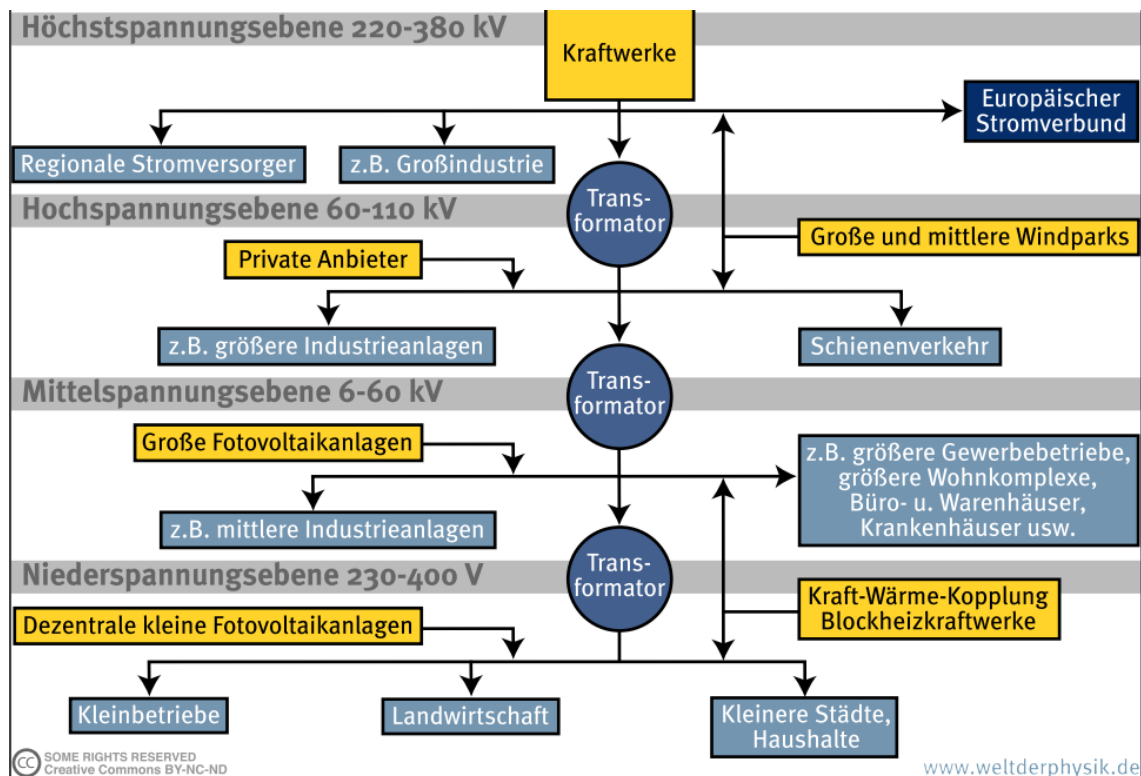 Höchstspannungsebene 220-380 kV
Kraftwerke
Europäischer
Stromverbund
Regionale Stromversorger
z.B. Großindustrie
Trans-
formator
Hochspannungsebene 60-110 kV
Große und mittlere Windparks
Private Anbieter
z.B. größere Industrieanlagen
Schienenverkehr
Trans-
formator
Mittelspannungsebene 6-60 kV
Große Fotovoltaikanlagen
z.B. größere Gewerbebetriebe,
größere Wohnkomplexe,
Büro- u. Warenhäuser,
Krankenhäuser usw.
z.B. mittlere Industrieanlagen
Trans-
formator
Niederspannungsebene 230-400 V
Kraft-Wärme-Kopplung
Blockheizkraftwerke
Dezentrale kleine Fotovoltaikanlagen
Kleinbetriebe
Landwirtschaft
Kleinere Städte,
Haushalte
cc
SOME RIGHTS RESERVED
Creative Commons BY-NC-ND
www.weltderphysik.de